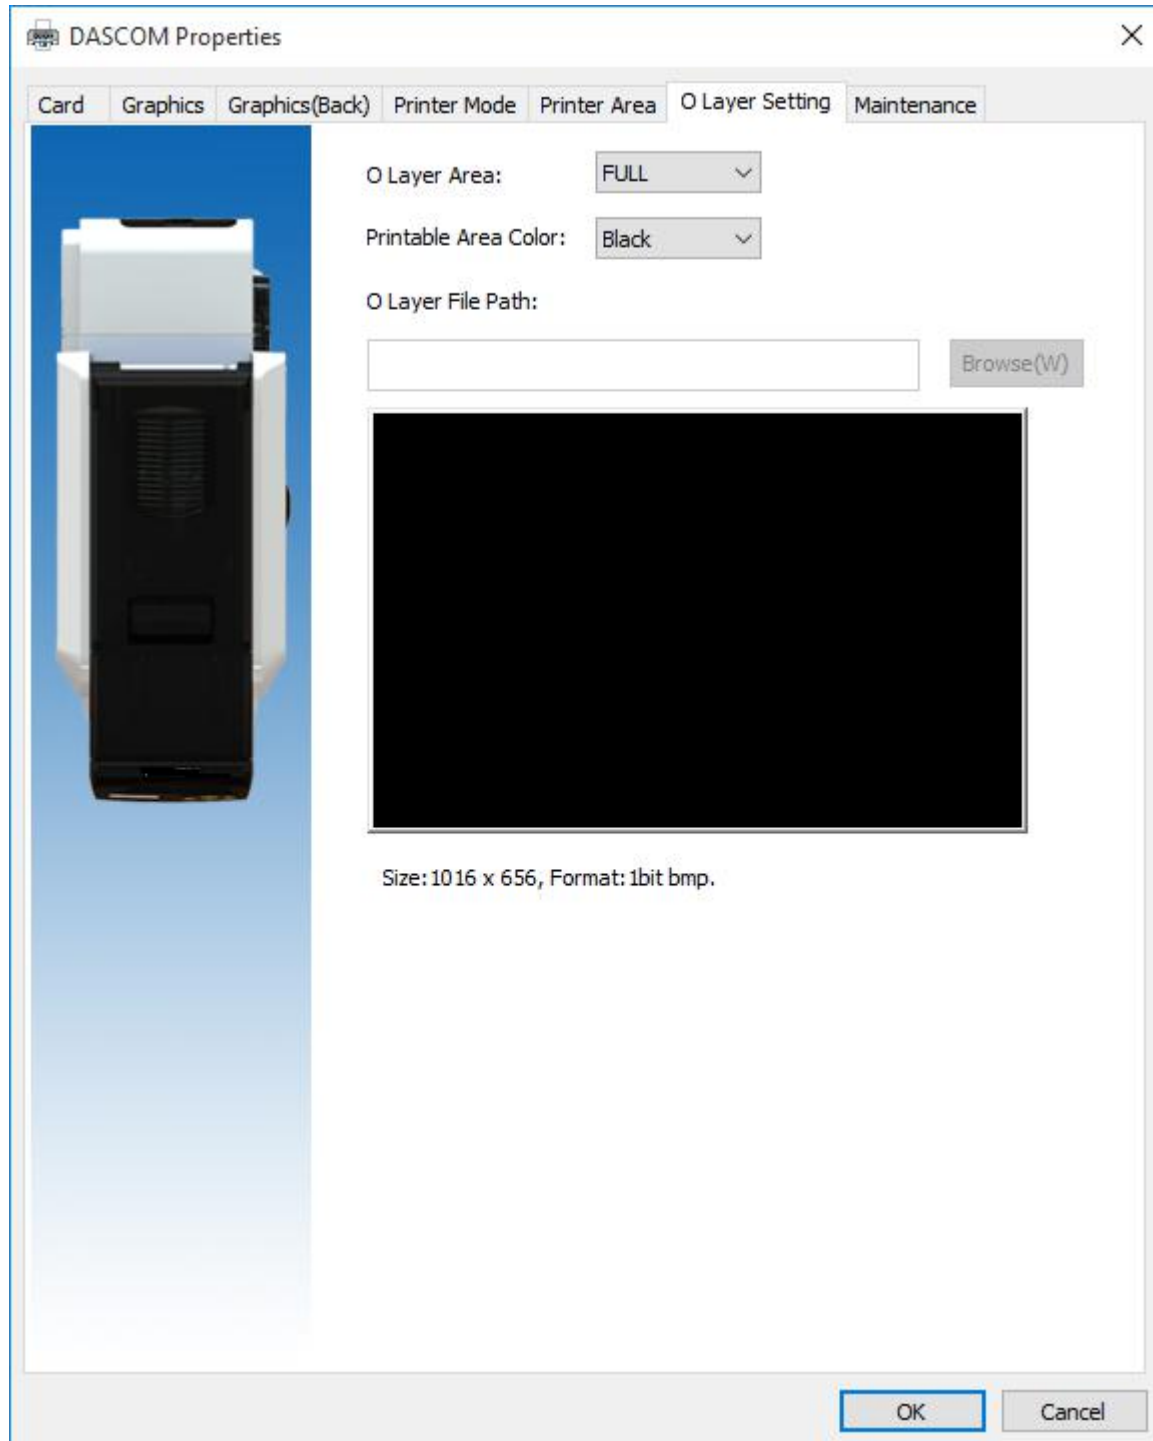 DASCOM Properties
Card Graphics Graphics(Back) Printer Mode Printer Area O Layer Setting Maintenance
O Layer Area: FULL
Printable Area Color: Black
O Layer File Path:
Browse(W)
Size:1016 x 656, Format:1bit bmp.
OK Cancel